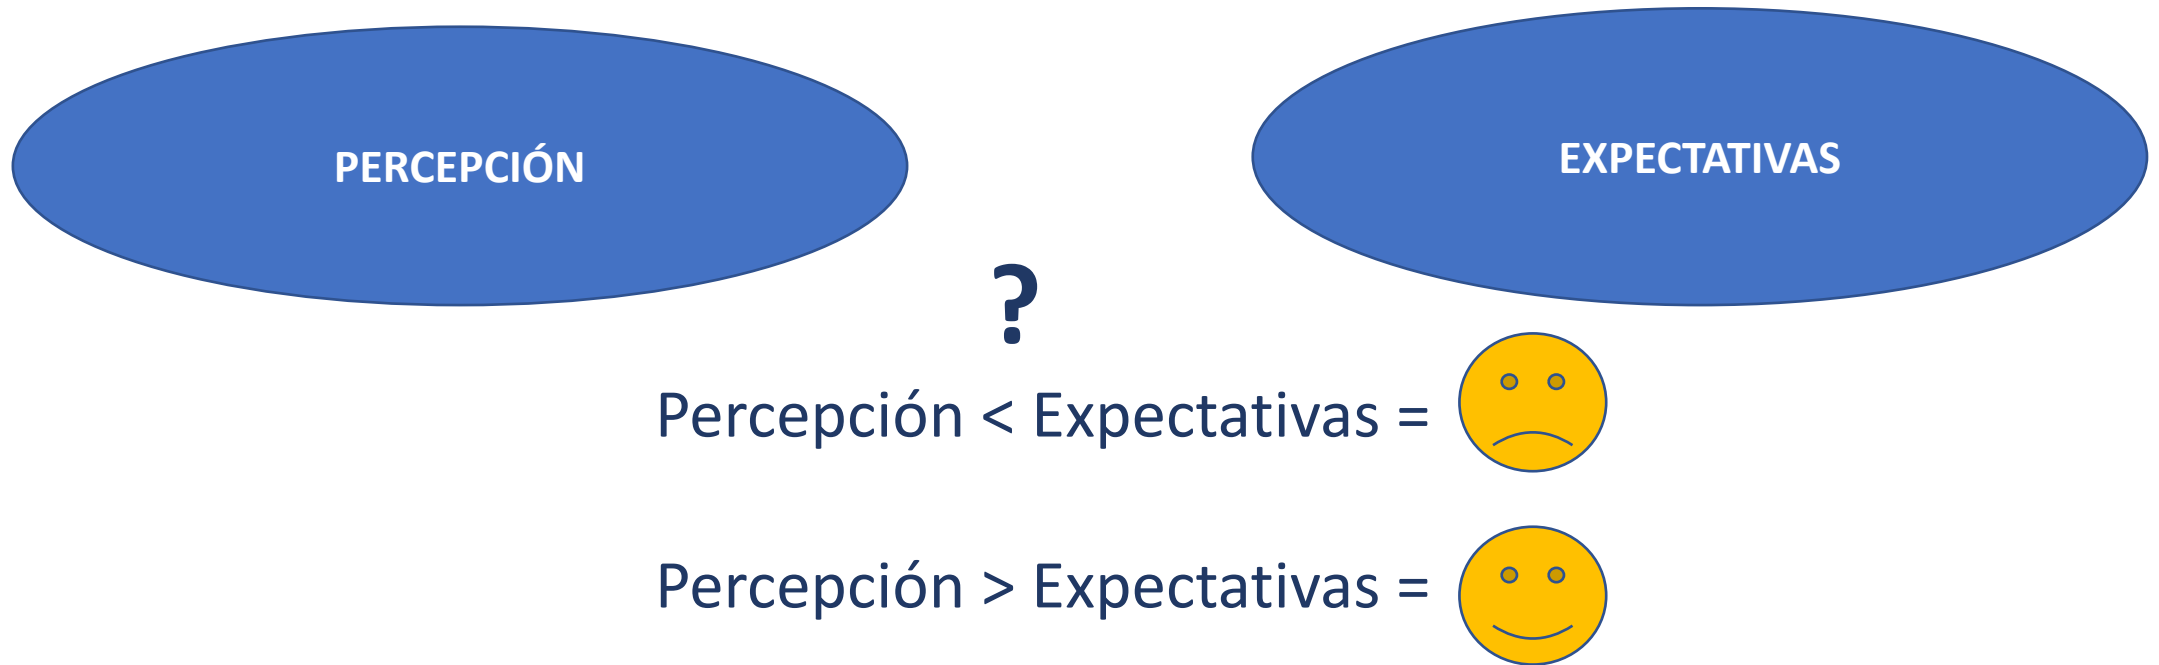 PERCEPCIÓN
EXPECTATIVAS
?
Percepción < Expectativas =
Percepción > Expectativas =